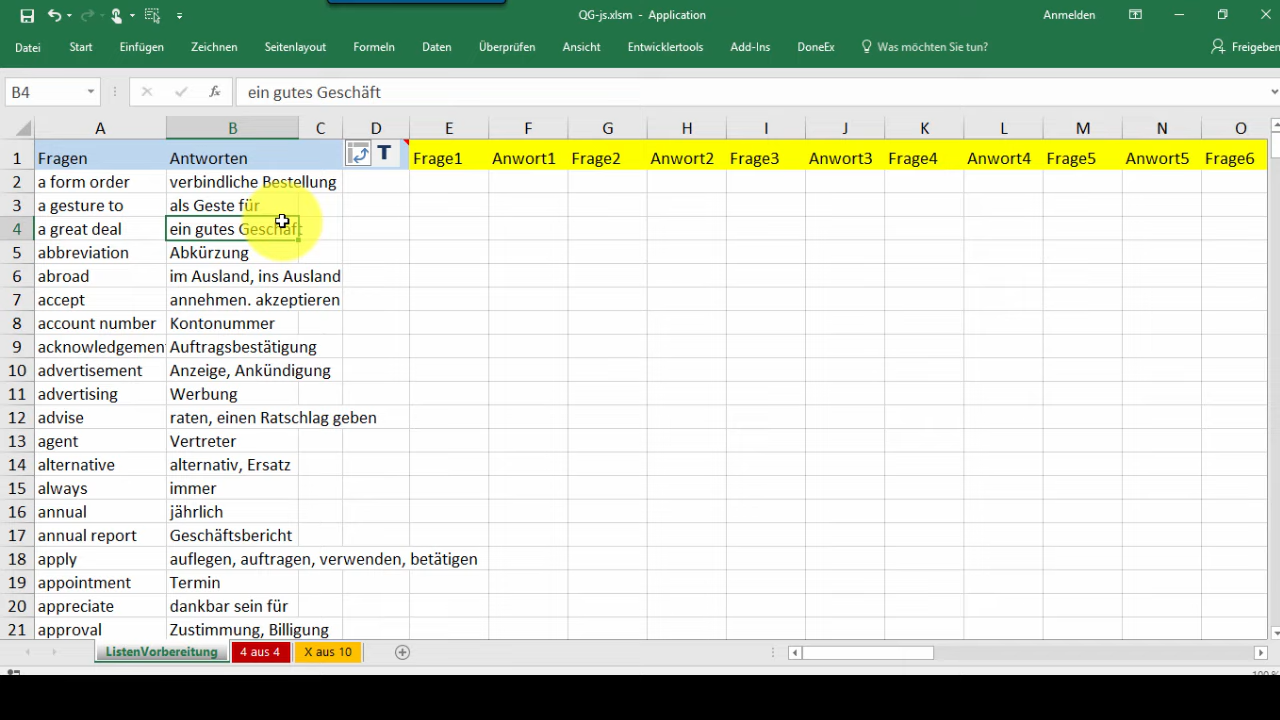 QG-js.xlsm - Application
Anmelden
Datei Start Einfügen Zeichnen Seitenlayout Formeln Daten Überprüfen Ansicht Entwicklertools Add-Ins DoneEx Was möchten Sie tun? Freigeben
B4 fx ein gutes Geschäft
A B C D E F G H I J K L M N O
1 Fragen Antworten T Frage1 Anwort1 Frage2 Anwort2 Frage3 Anwort3 Frage4 Anwort4 Frage5 Anwort5 Frage6
2 a form order verbindliche Bestellung
3 a gesture to als Geste für
4 a great deal ein gutes Geschäft
5 abbreviation Abkürzung
6 abroad im Ausland, ins Ausland
7 accept annehmen. akzeptieren
8 account number Kontonummer
9 acknowledgemen Auftragsbestätigung
10 advertisement Anzeige, Ankündigung
11 advertising Werbung
12 advise raten, einen Ratschlag geben
13 agent Vertreter
14 alternative alternativ, Ersatz
15 always immer
16 annual jährlich
17 annual report Geschäftsbericht
18 apply auflegen, auftragen, verwenden, betätigen
19 appointment Termin
20 appreciate dankbar sein für
21 approval Zustimmung, Billigung
ListenVorbereitung 4 aus 4 X aus 10